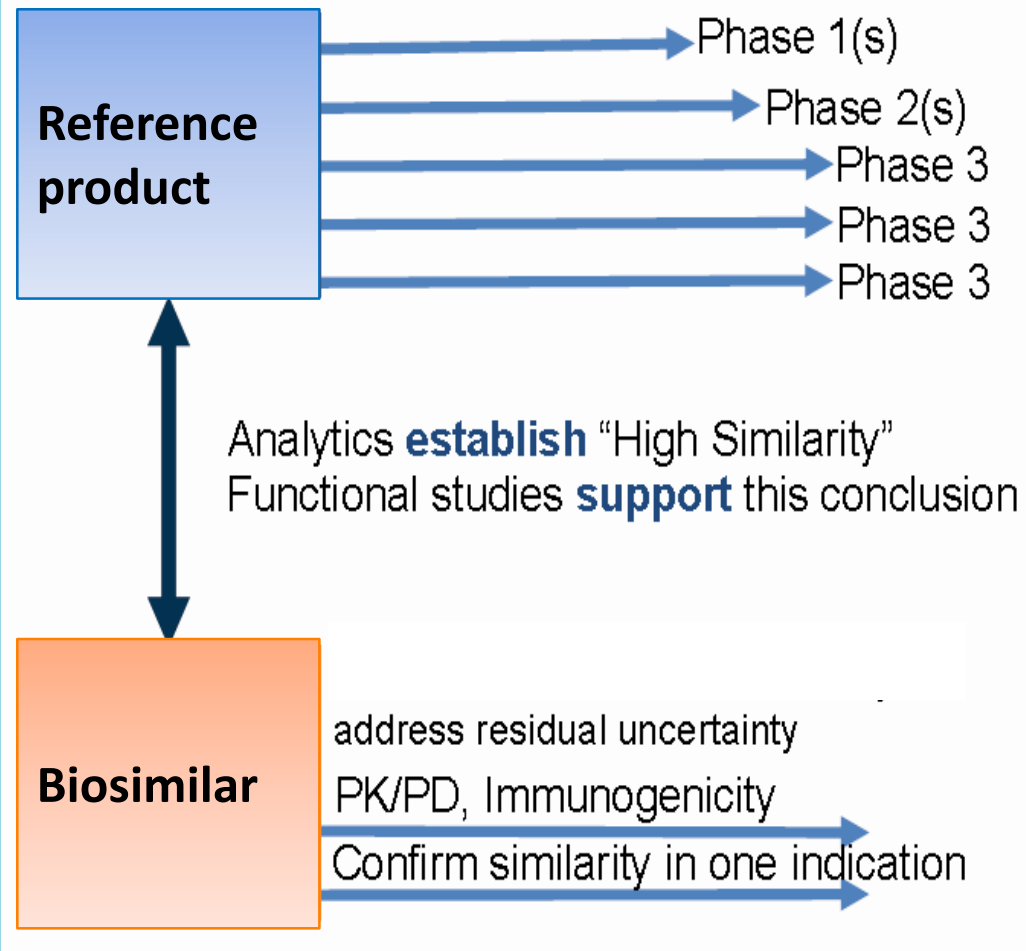 Reference
product
Phase 1(s)
Phase 2(s)
Phase 3
Phase 3
Phase 3
Analytics establish “High Similarity”
Functional studies support this conclusion
Biosimilar
address residual uncertainty
PK/PD, Immunogenicity
Confirm similarity in one indication